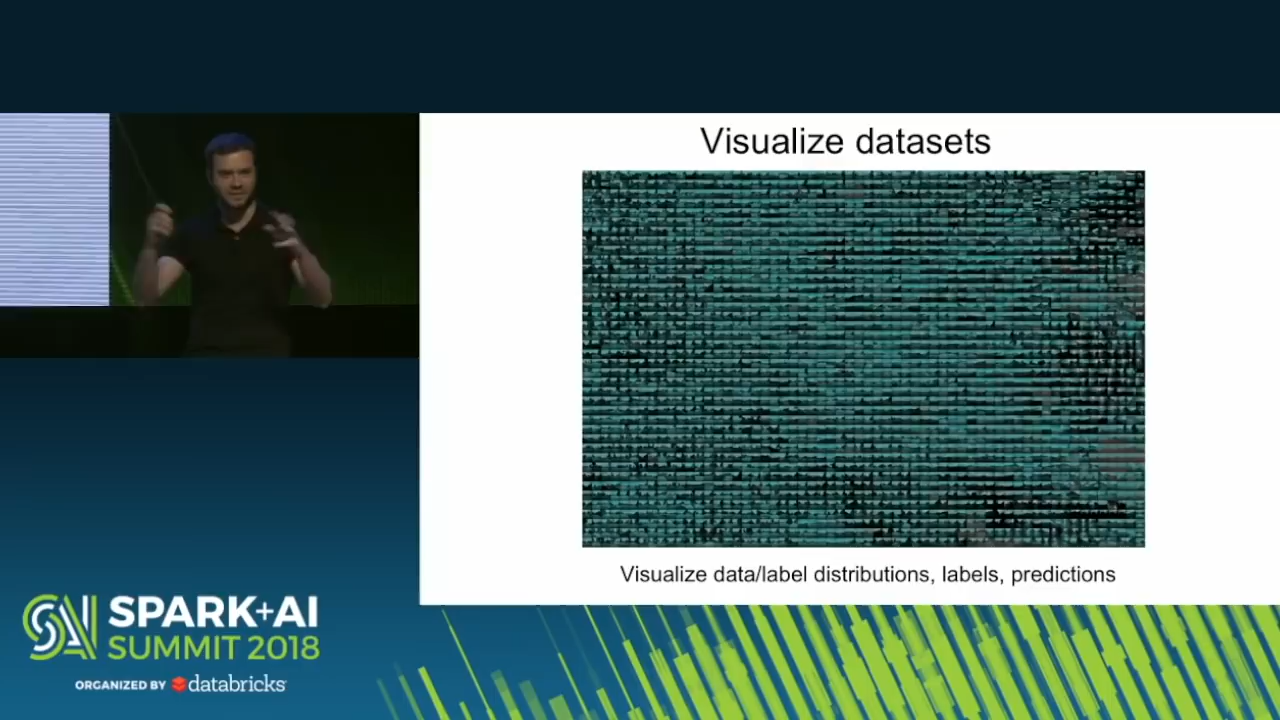 Visualize datasets
Visualize data/label distributions, labels, predictions
SPARK+AI
SUMMIT 2018
ORGANIZED BY databricks